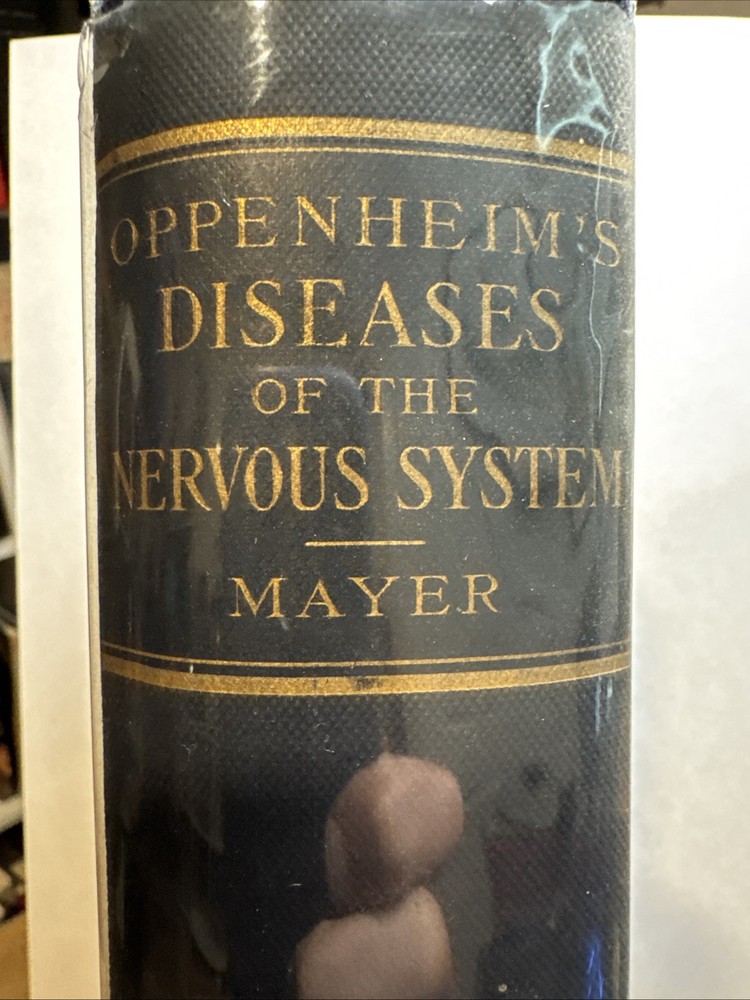 OPPENHEIM'S
DISEASES
OF THE
NERVOUS SYSTEM
MAYER